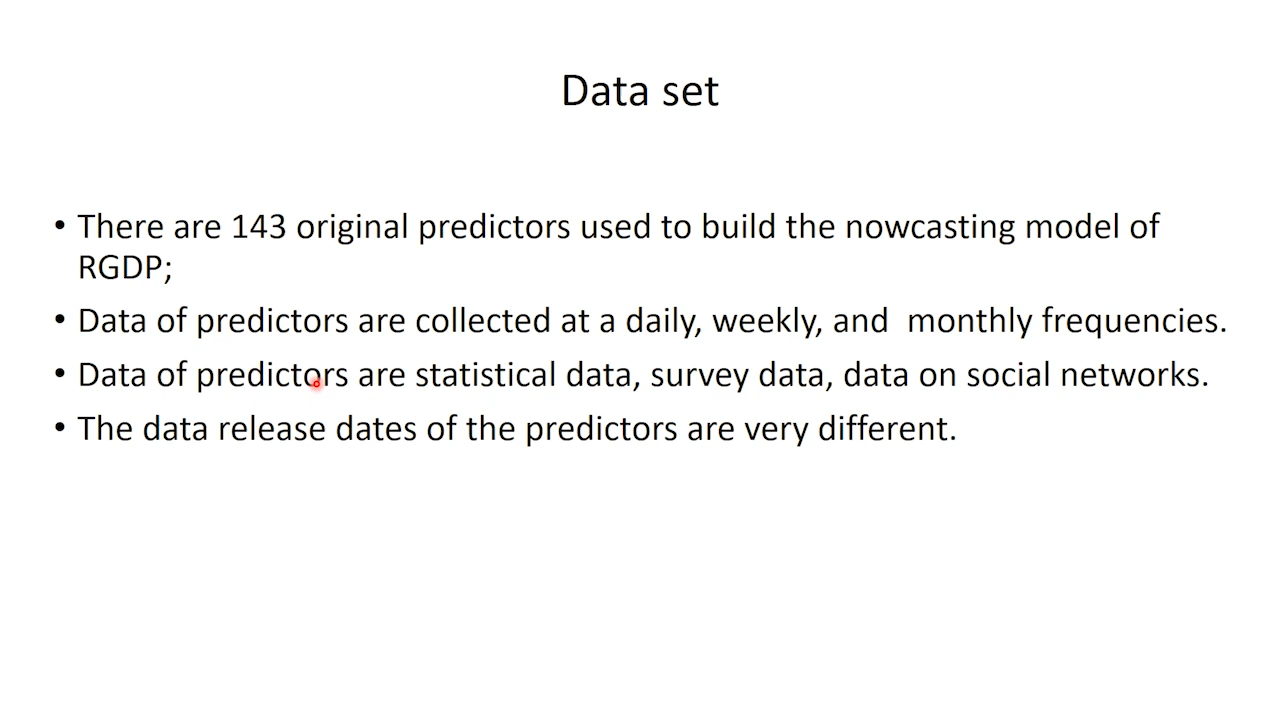 Data set
• There are 143 original predictors used to build the nowcasting model of
RGDP;
• Data of predictors are collected at a daily, weekly, and  monthly frequencies.
• Data of predictors are statistical data, survey data, data on social networks.
• The data release dates of the predictors are very different.